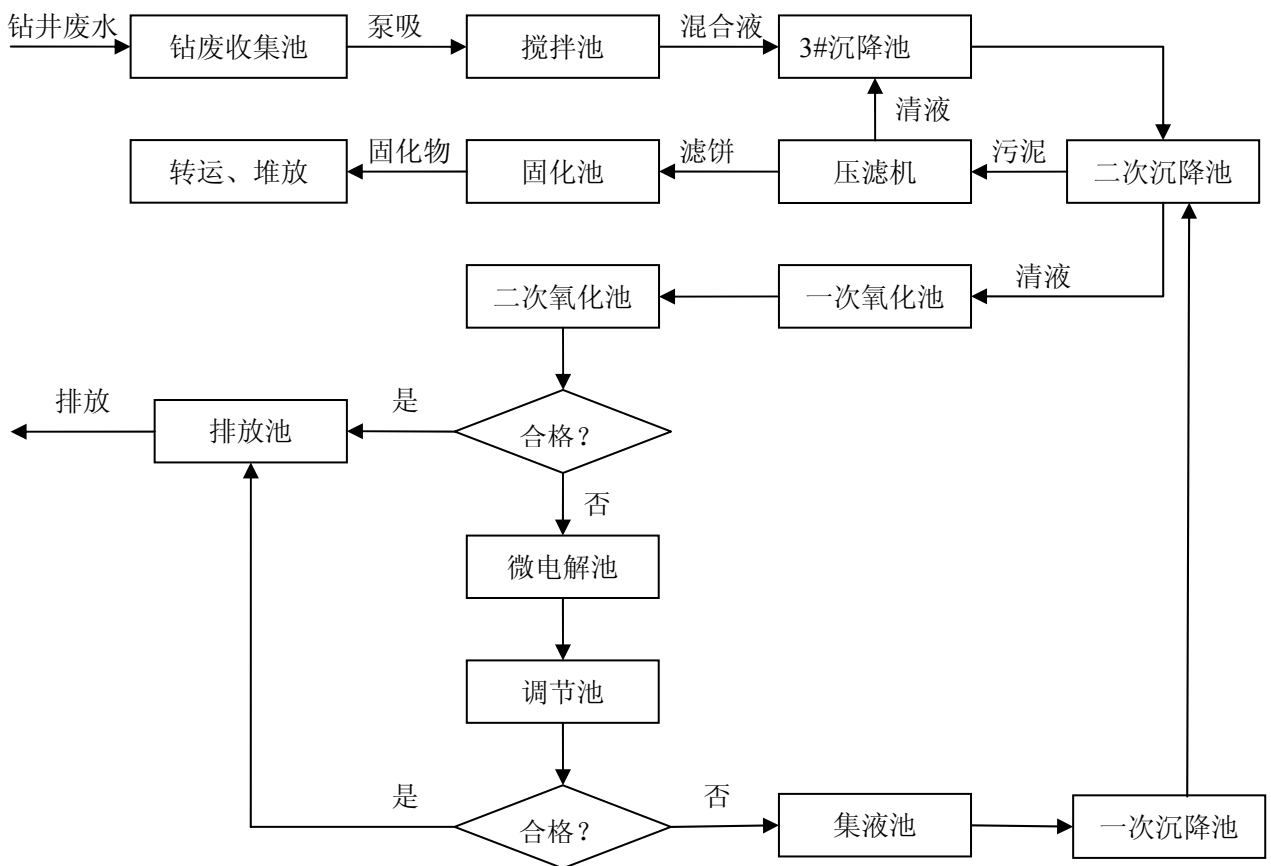 钻井废水
钻废收集池
泵吸
搅拌池
混合液
3#沉降池
清液
转运、堆放
固化物
固化池
滤饼
压滤机
污泥
二次沉降池
二次氧化池
一次氧化池
清液
排放
排放池
是
合格？
否
微电解池
调节池
是
合格？
否
集液池
一次沉降池